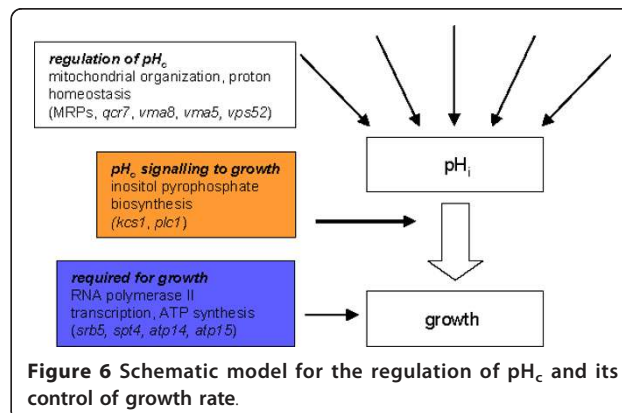 regulation of pHc
mitochondrial organization, proton
homeostasis
(MRPs, qcr7, vma8, vma5, vps52)
pHi
pHc signalling to growth
inositol pyrophosphate
biosynthesis
(kcs1, plc1)
required for growth
RNA polymerase II
transcription, ATP synthesis
(srb5, spt4, atp14, atp15)
growth
Figure 6 Schematic model for the regulation of pHc and its
control of growth rate.